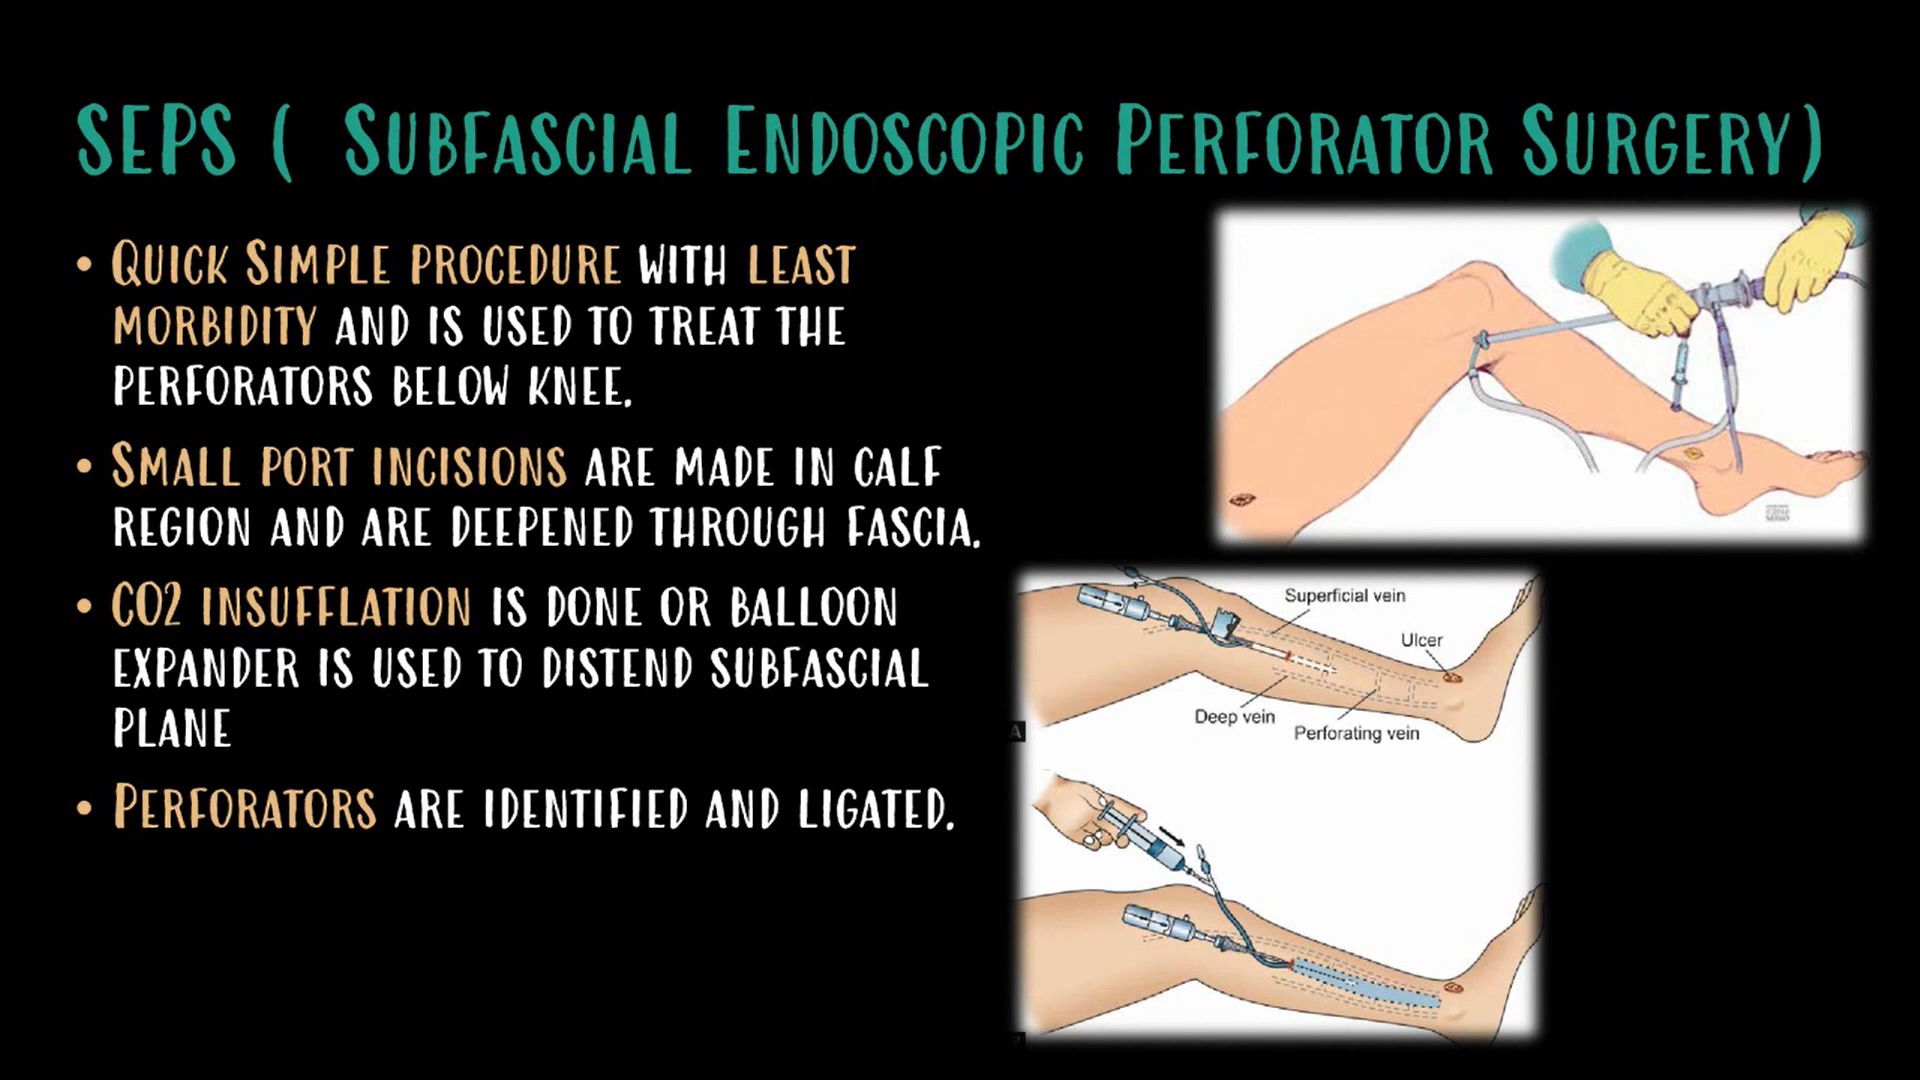 SEPS ( SUBFASCIAL ENDOSCOPIC PERFORATOR SURGERY)
• QUICK SIMPLE PROCEDURE WITH LEAST
MORBIDITY AND IS USED TO TREAT THE
PERFORATORS BELOW KNEE.
• SMALL PORT INCISIONS ARE MADE IN CALF
REGION AND ARE DEEPENED THROUGH FASCIA.
• CO2 INSUFFLATION IS DONE OR BALLOON
EXPANDER IS USED TO DISTEND SUBFASCIAL
PLANE
• PERFORATORS ARE IDENTIFIED AND LIGATED.
Superficial vein
Ulcer
Deep vein
Perforating vein
A